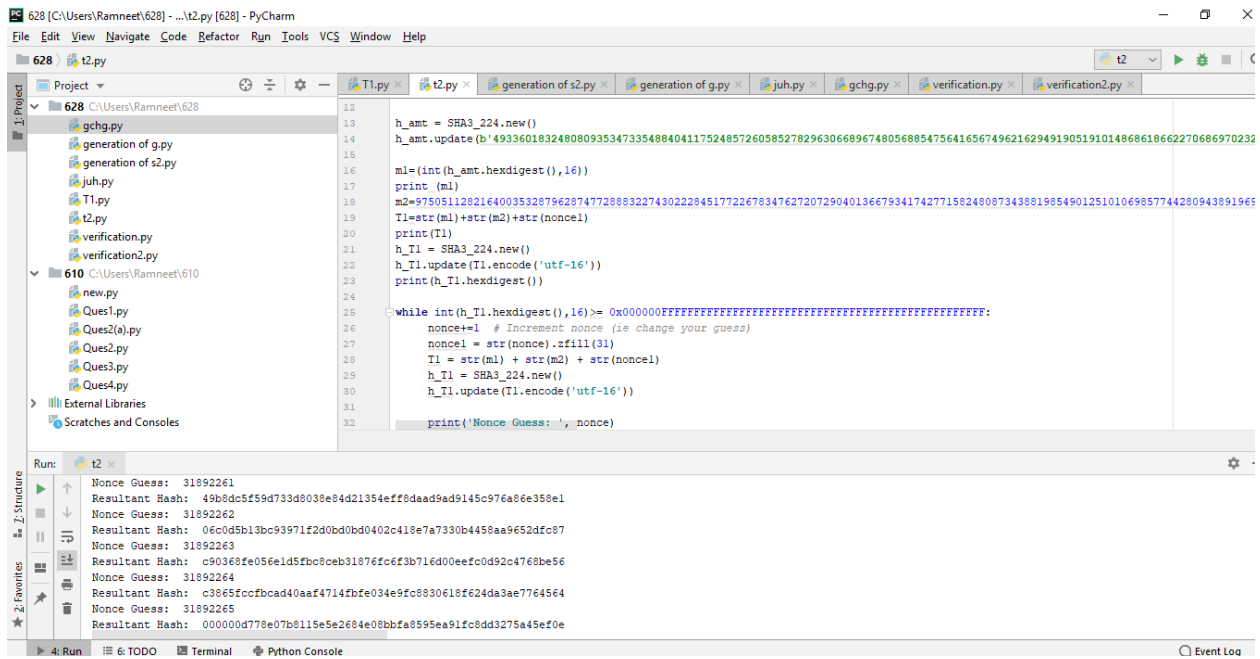 628 [C:\Users\Ramneet\628] - ...\t2.py [628] - PyCharm
File Edit View Navigate Code Refactor Run Tools VCS Window Help
628 t2.py t2
1: Project
Project
T1.py t2.py generation of s2.py generation of g.py juh.py gchg.py verification.py verification2.py
628 C:\Users\Ramneet\628
gchg.py
generation of g.py
generation of s2.py
juh.py
T1.py
t2.py
verification.py
verification2.py
610 C:\Users\Ramneet\610
new.py
Ques1.py
Ques2(a).py
Ques2.py
Ques3.py
Ques4.py
External Libraries
Scratches and Consoles
12
13 h_amt = SHA3_224.new()
14 h_amt.update(b'
15
16 m1=(int(h_amt.hexdigest(),16))
17 print (m1)
18 m2=
19 T1=str(m1)+str(m2)+str(nonce1)
20 print(T1)
21 h_T1 = SHA3_224.new()
22 h_T1.update(T1.encode('utf-16'))
23 print(h_T1.hexdigest())
24
25 while int(h_T1.hexdigest(),16)>=
26 nonce+=1 # Increment nonce (ie change your guess)
27 nonce1 = str(nonce).zfill(31)
28 T1 = str(m1) + str(m2) + str(nonce1)
29 h_T1 = SHA3_224.new()
30 h_T1.update(T1.encode('utf-16'))
31
32 print('Nonce Guess: ', nonce)
Run: t2
Nonce Guess: 31892261
Resultant Hash: 49b8dc5f59d733d8038e84d21354eff8daad9ad9145c976a86e358e1
Nonce Guess: 31892262
Resultant Hash: 06c0d5b13bc93971f2d0bd0bd0402c418e7a7330b4458aa9652dfc87
Nonce Guess: 31892263
Resultant Hash: c90368fe056e1d5fbc8ceb31876fc6f3b716d00eefc0d92c4768be56
Nonce Guess: 31892264
Resultant Hash: c3865fccfbcad40aaf4714fbfe034e9fc8830618f624da3ae7764564
Nonce Guess: 31892265
Resultant Hash: 000000d778e07b8115e5e2684e08bbfa8595ea91fc8dd3275a45ef0e
Z: Structure
2: Favorites
4: Run 6: TODO Terminal Python Console Event Log